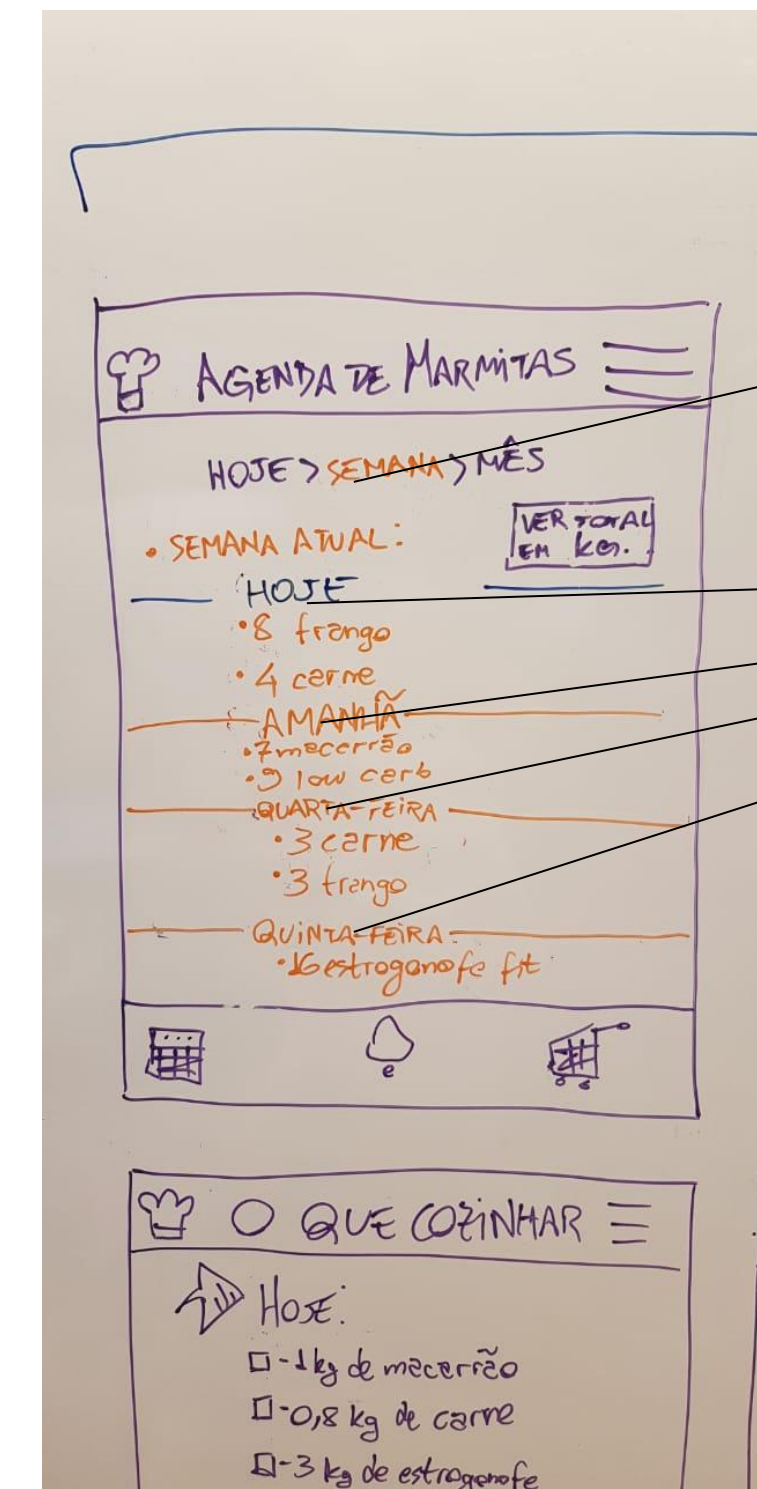 AGENDA DE MARMITAS
HOJE > SEMANA > MÊS
VER TOTAL
EM kg.
• SEMANA ATUAL:
HOJE
• 8 frango
• 4 carne
AMANHÃ
• 7 macarrão
• 9 low carb
QUARTA-FEIRA
• 3 carne
• 3 frango
QUINTA-FEIRA
• 16 estrogonofe fit
O QUE COZINHAR
HOJE:
- 1kg de macarrão
- 0,8 kg de carne
- 3 kg de estrogonofe